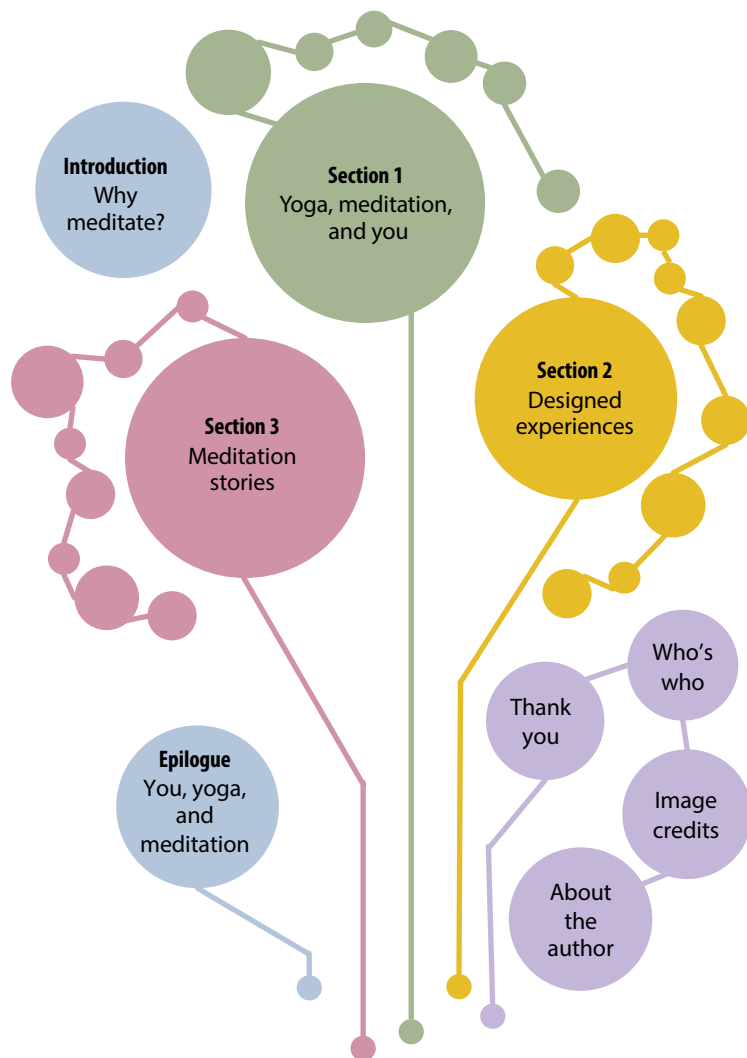 Introduction
Why
meditate?
Section 1
Yoga, meditation,
and you
Section 2
Designed
experiences
Section 3
Meditation
stories
Epilogue
You, yoga,
and
meditation
Thank
you
Who’s
who
Image
credits
About
the
author